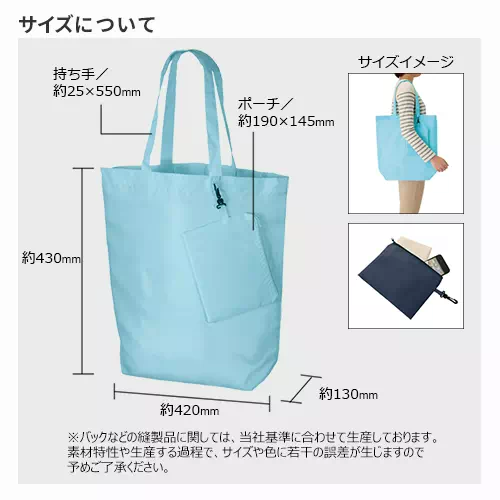 サイズについて
持ち手／
約25×550mm
ポーチ／
約190×145mm
サイズイメージ
約430mm
約130mm
約420mm
※バックなどの縫製品に関しては、当社基準に合わせて生産しております。
素材特性や生産する過程で、サイズや色に若干の誤差が生じますので
予めご了承ください。